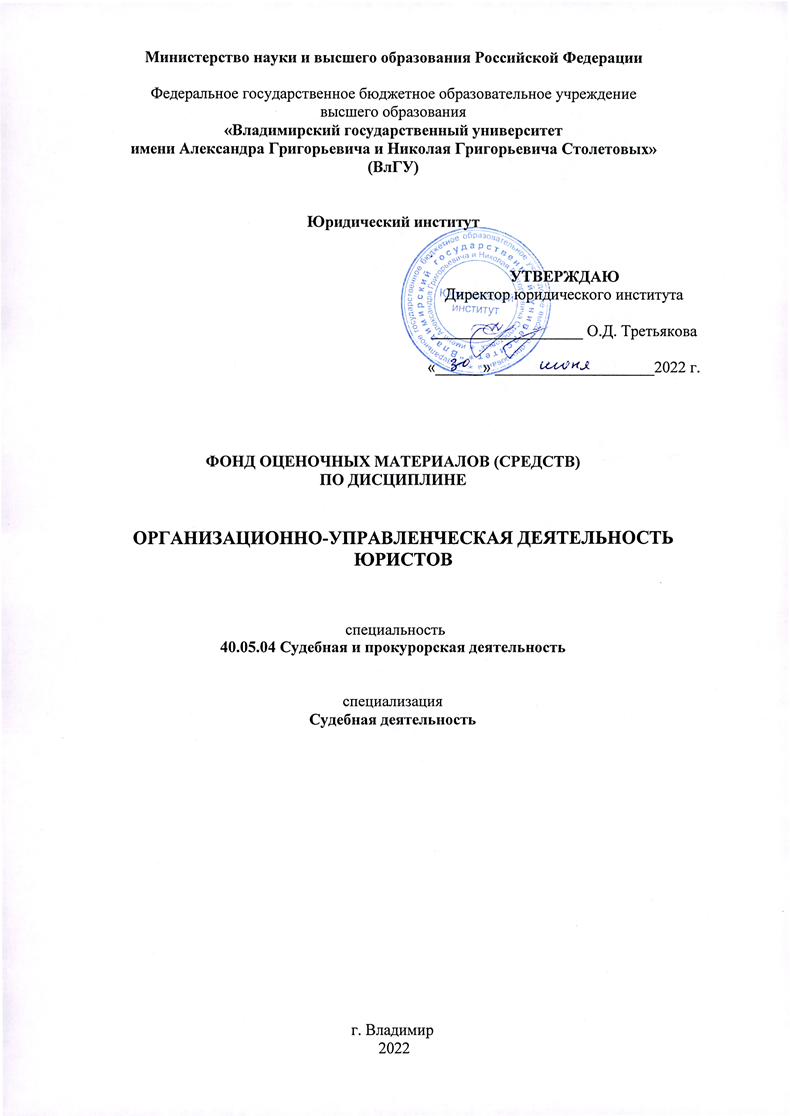 Министерство науки и высшего образования Российской Федерации
Федеральное государственное бюджетное образовательное учреждение
высшего образования
«Владимирский государственный университет
имени Александра Григорьевича и Николая Григорьевича Столетовых»
(ВлГУ)
Юридический институт
УТВЕРЖДАЮ
Директор юридического института
О.Д. Третьякова
«30» июня 2022 г.
институт
ФОНД ОЦЕНОЧНЫХ МАТЕРИАЛОВ (СРЕДСТВ)
ПО ДИСЦИПЛИНЕ
ОРГАНИЗАЦИОННО-УПРАВЛЕНЧЕСКАЯ ДЕЯТЕЛЬНОСТЬ
ЮРИСТОВ
специальность
40.05.04 Судебная и прокурорская деятельность
специализация
Судебная деятельность
г. Владимир
2022